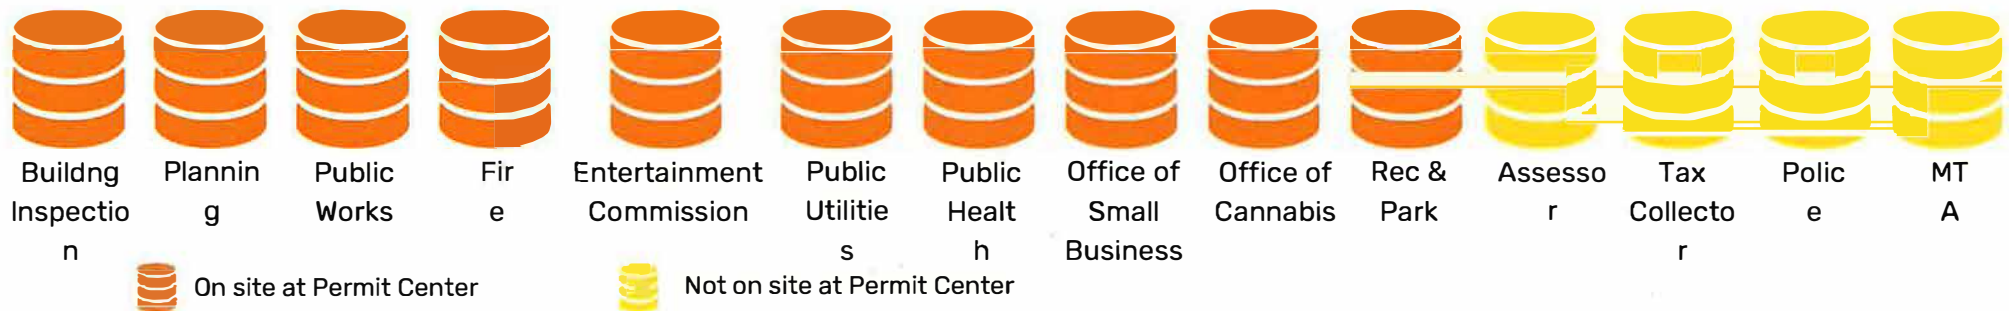 Buildng
Inspectio
n
Plannin
g
Public
Works
Fir
e
Entertainment
Commission
Public
Utilitie
s
Public
Healt
h
Office of
Small
Business
Office of
Cannabis
Rec &
Park
Assesso
r
Tax
Collecto
r
Polic
e
MT
A
On site at Permit Center
Not on site at Permit Center